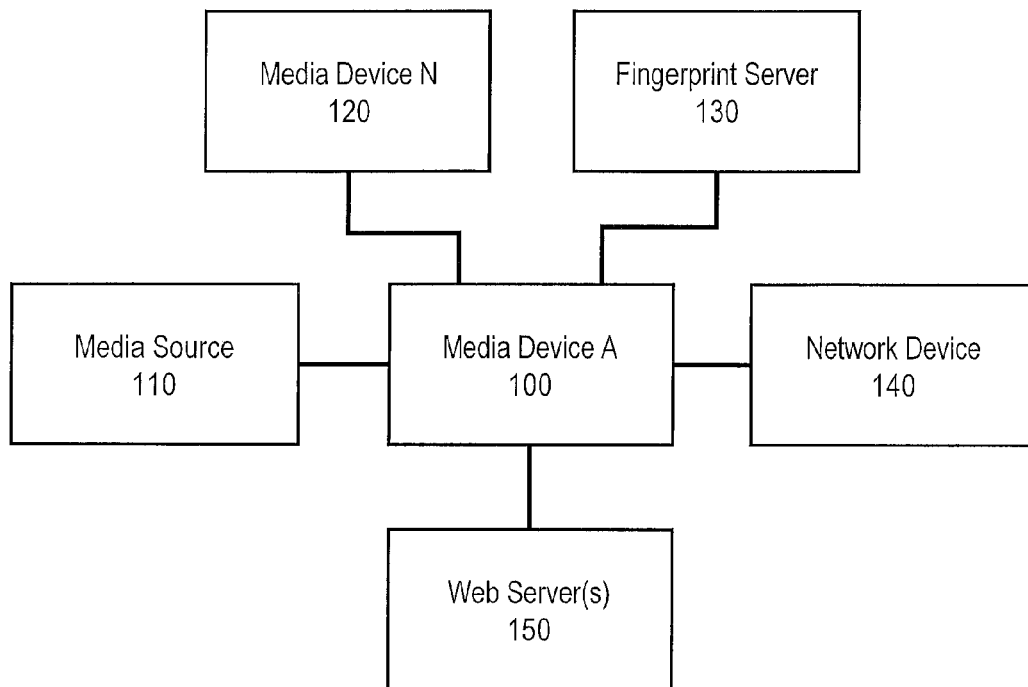 Media Device N
120
Fingerprint Server
130
Media Source
110
Media Device A
100
Network Device
140
Web Server(s)
150